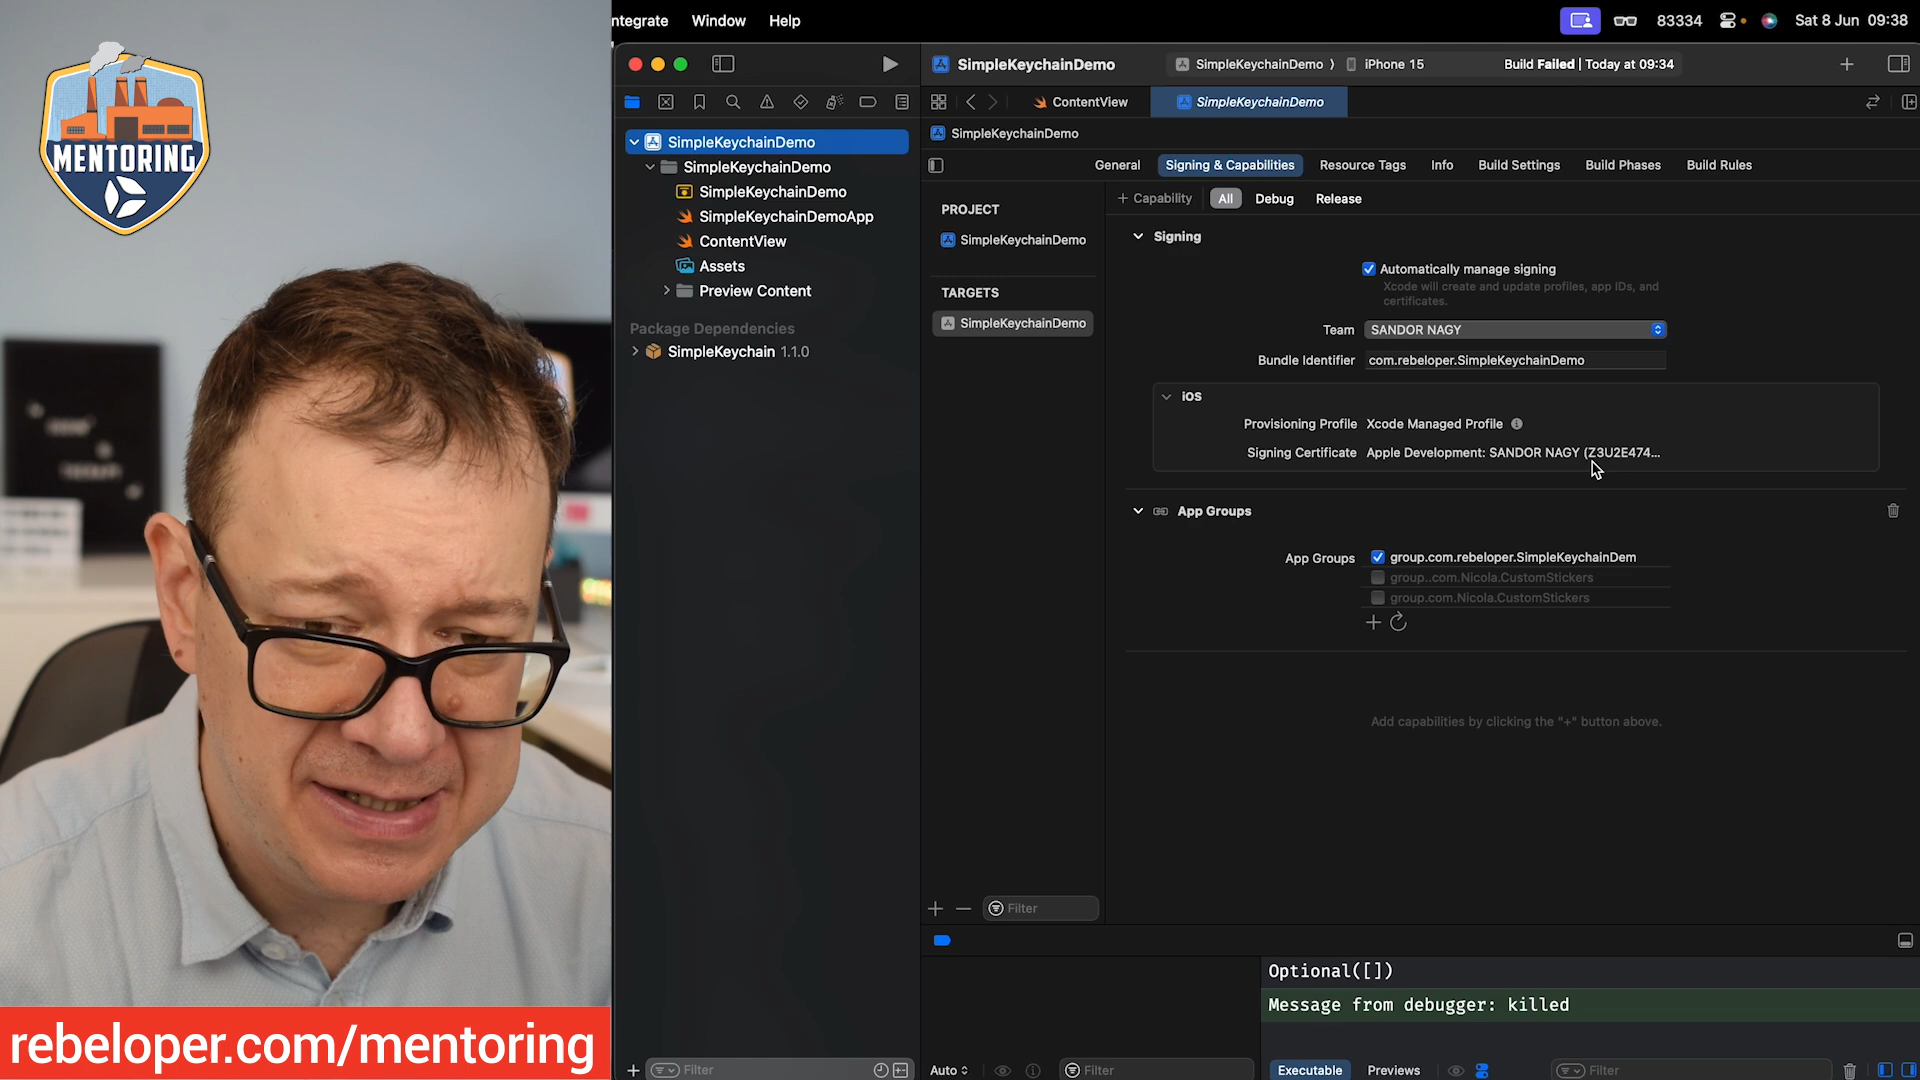 MENTORING
rebeloper.com/mentoring
ntegrate Window Help
83334 Sat 8 Jun 09:38
SimpleKeychainDemo
SimpleKeychainDemo iPhone 15
Build Failed | Today at 09:34
ContentView
SimpleKeychainDemo
SimpleKeychainDemo
SimpleKeychainDemo
SimpleKeychainDemo
SimpleKeychainDemo
SimpleKeychainDemoApp
ContentView
Assets
Preview Content
Package Dependencies
SimpleKeychain 1.1.0
Filter
General Signing & Capabilities Resource Tags Info Build Settings Build Phases Build Rules
PROJECT
SimpleKeychainDemo
TARGETS
SimpleKeychainDemo
Filter
+ Capability All Debug Release
Signing
Automatically manage signing
Xcode will create and update profiles, app IDs, and
certificates.
Team SANDOR NAGY
Bundle Identifier com.rebeloper.SimpleKeychainDemo
iOS
Provisioning Profile Xcode Managed Profile
Signing Certificate Apple Development: SANDOR NAGY (Z3U2E474...
App Groups
App Groups group.com.rebeloper.SimpleKeychainDem
group..com.Nicola.CustomStickers
group.com.Nicola.CustomStickers
Add capabilities by clicking the "+" button above.
Optional([])
Message from debugger: killed
Auto Filter
Executable Previews Filter